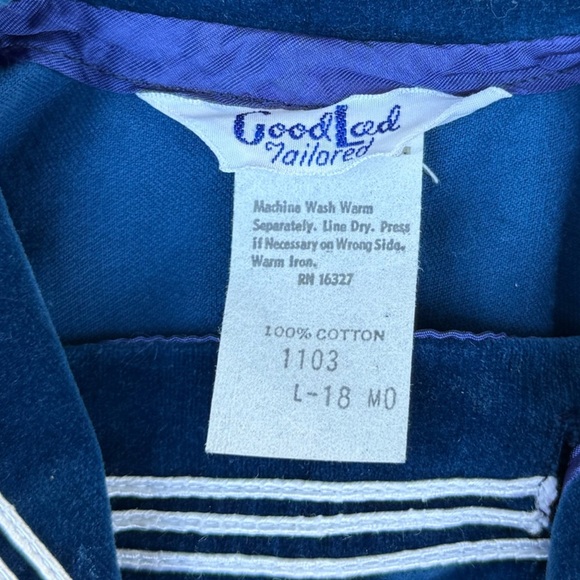 Good Lad
Tailored
Machine Wash Warm
Separately. Line Dry. Press
if Necessary on Wrong Side.
Warm Iron.
RN 16327
100% COTTON
1103
L-18 MO